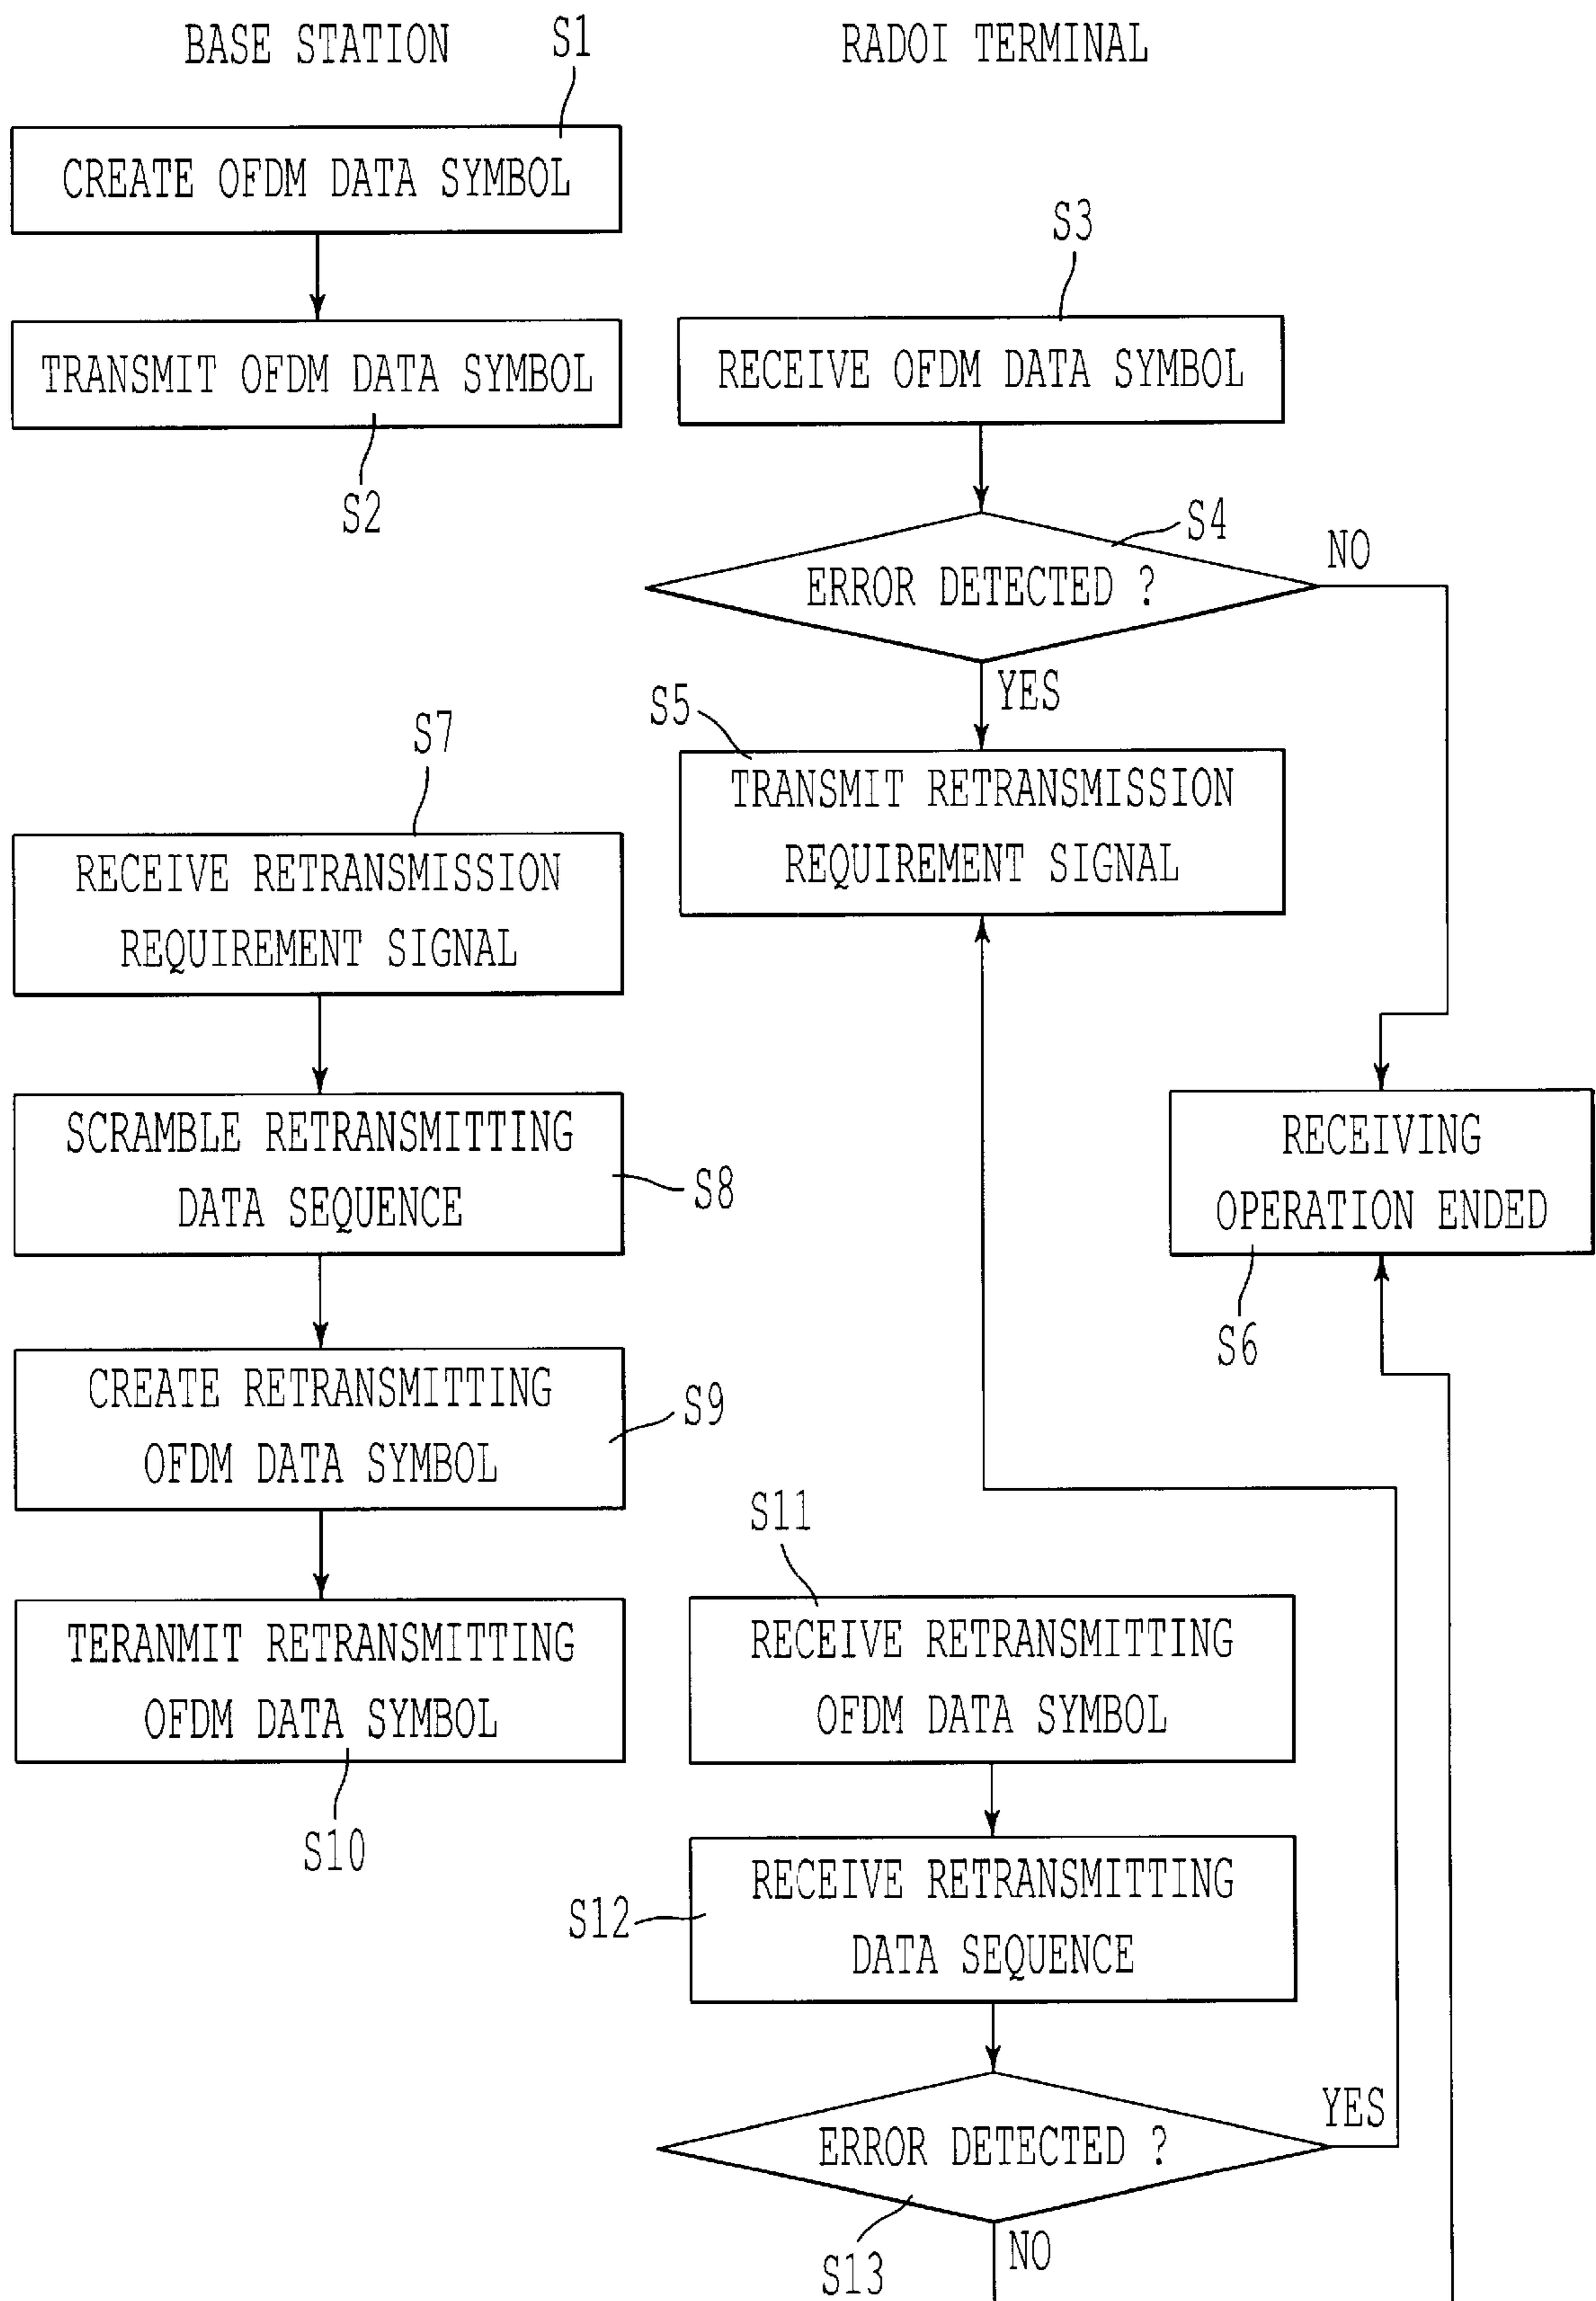 BASE STATION
S1
RADOI TERMINAL
CREATE OFDM DATA SYMBOL
S3
TRANSMIT OFDM DATA SYMBOL
RECEIVE OFDM DATA SYMBOL
S2
S4
NO
ERROR DETECTED ?
YES
S5
TRANSMIT RETRANSMISSION
REQUIREMENT SIGNAL
S7
RECEIVE RETRANSMISSION
REQUIREMENT SIGNAL
SCRAMBLE RETRANSMITTING
DATA SEQUENCE
S8
RECEIVING
OPERATION ENDED
S6
CREATE RETRANSMITTING
OFDM DATA SYMBOL
S9
S11
TERANMIT RETRANSMITTING
OFDM DATA SYMBOL
S10
RECEIVE RETRANSMITTING
OFDM DATA SYMBOL
RECEIVE RETRANSMITTING
DATA SEQUENCE
S12
YES
ERROR DETECTED ?
S13
NO